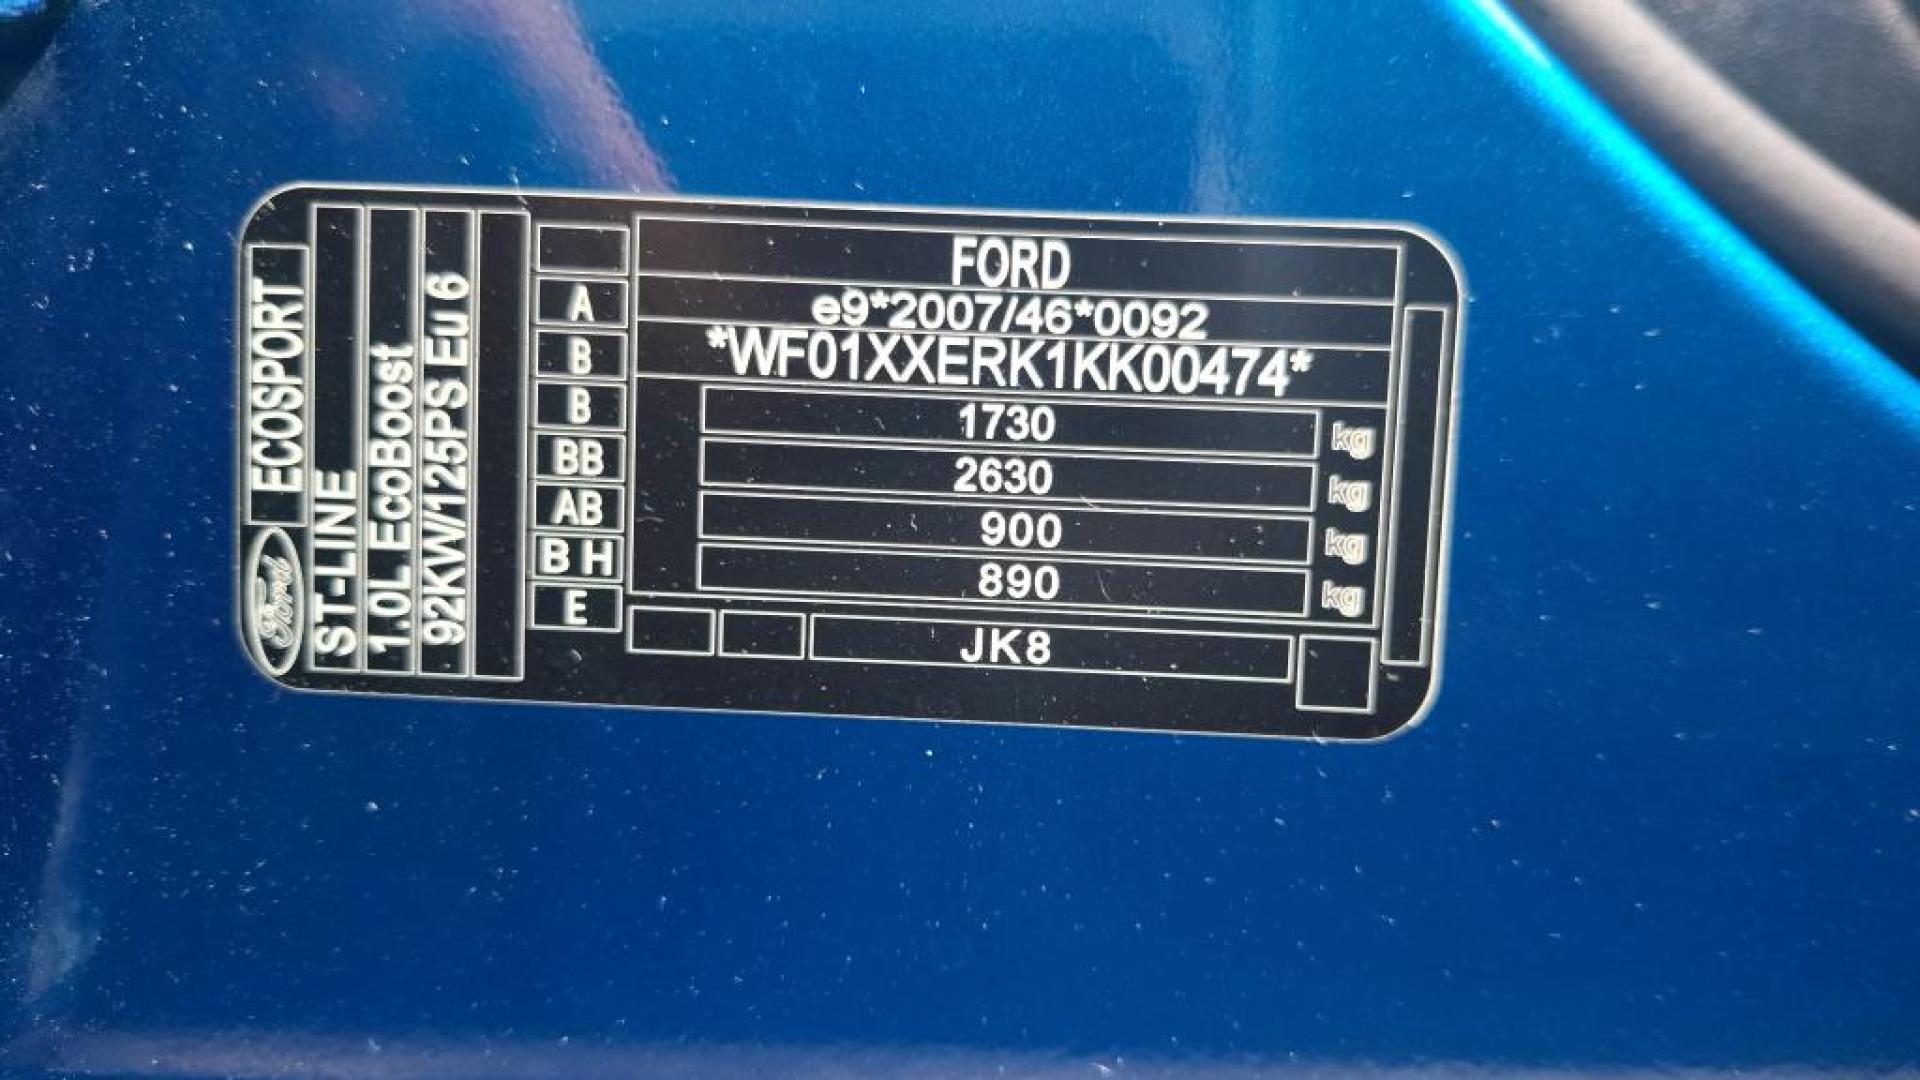 FORD
A e9*2007/46*0092
B *WF01XXERK1KK00474*
B 1730 kg
BB 2630 kg
AB 900 kg
B H 890 kg
E JK8
Ford ECOSPORT
ST-LINE
1.0L EcoBoost
92KW/125PS Eu 6